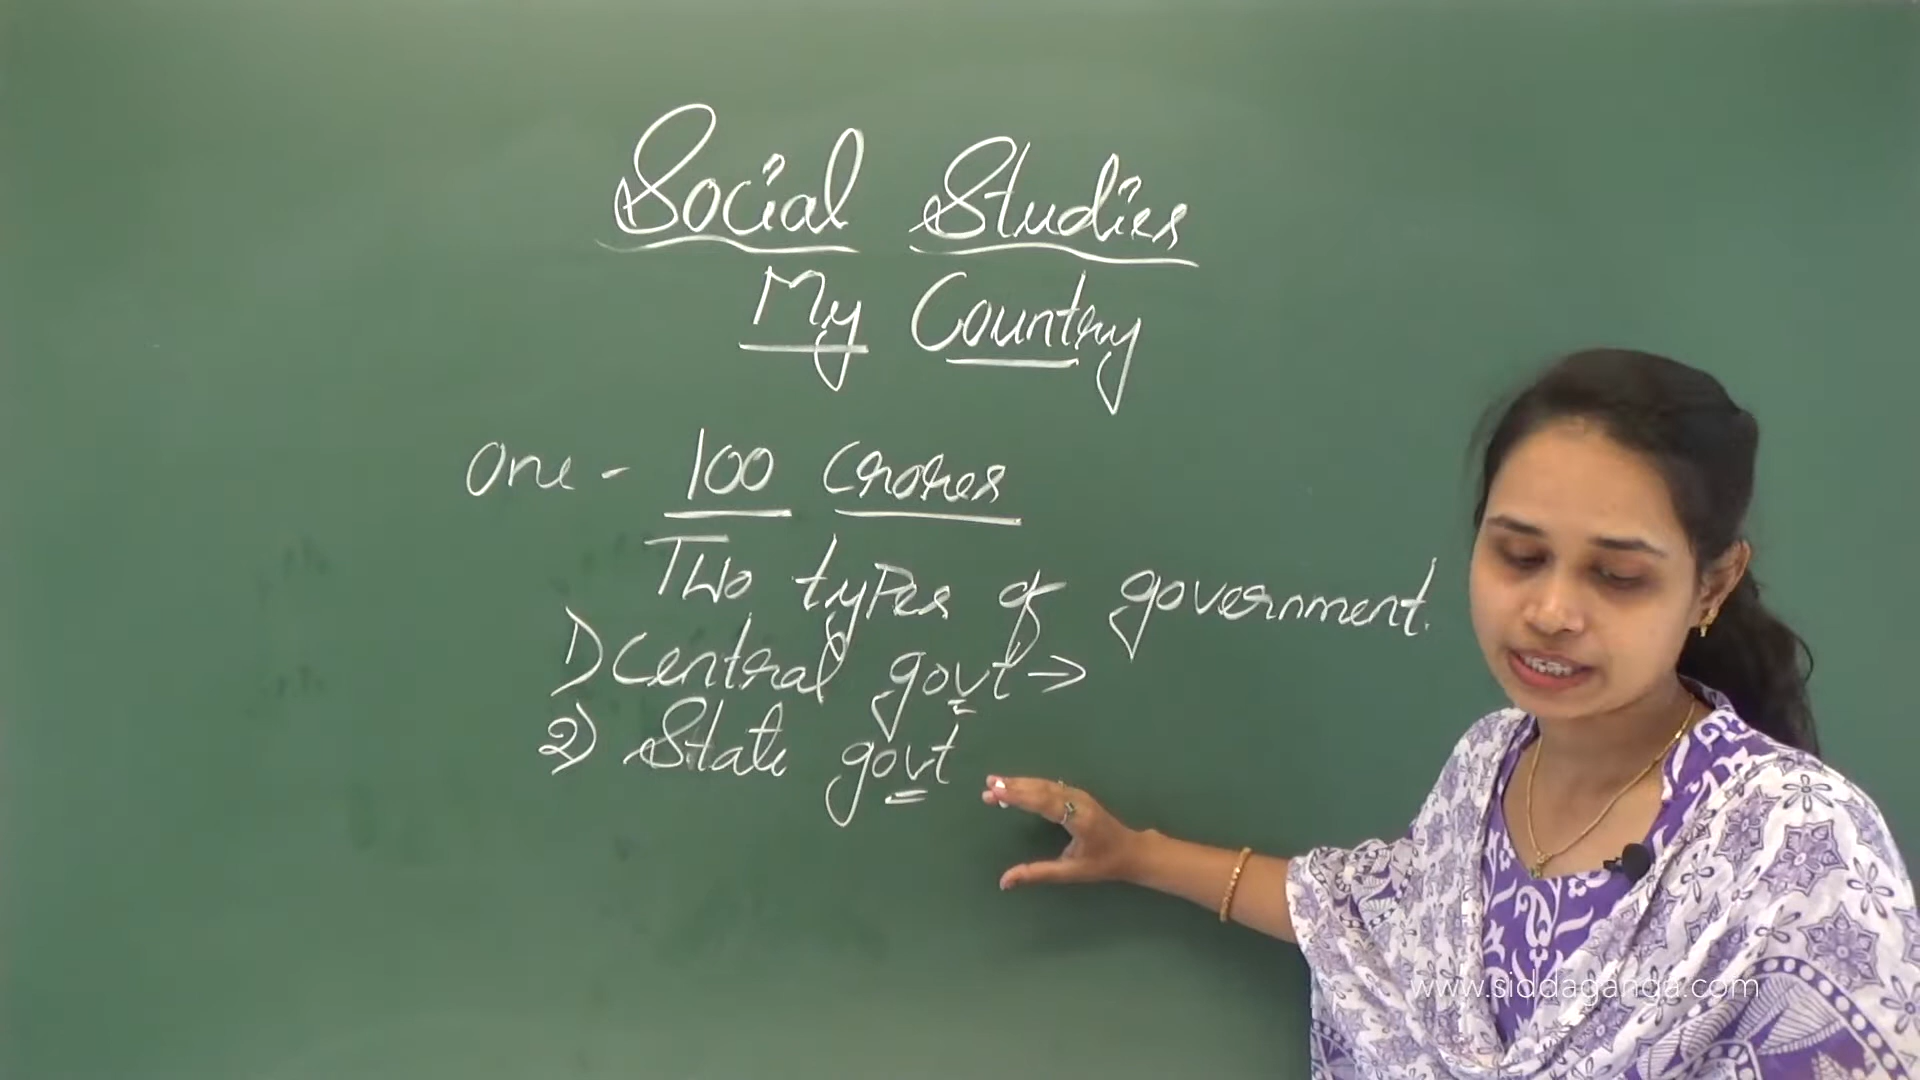 Social Studies
My Country
One - 100 Crores
Two types of government.
1) Central govt →
2) State govt
www.siddaganga.com